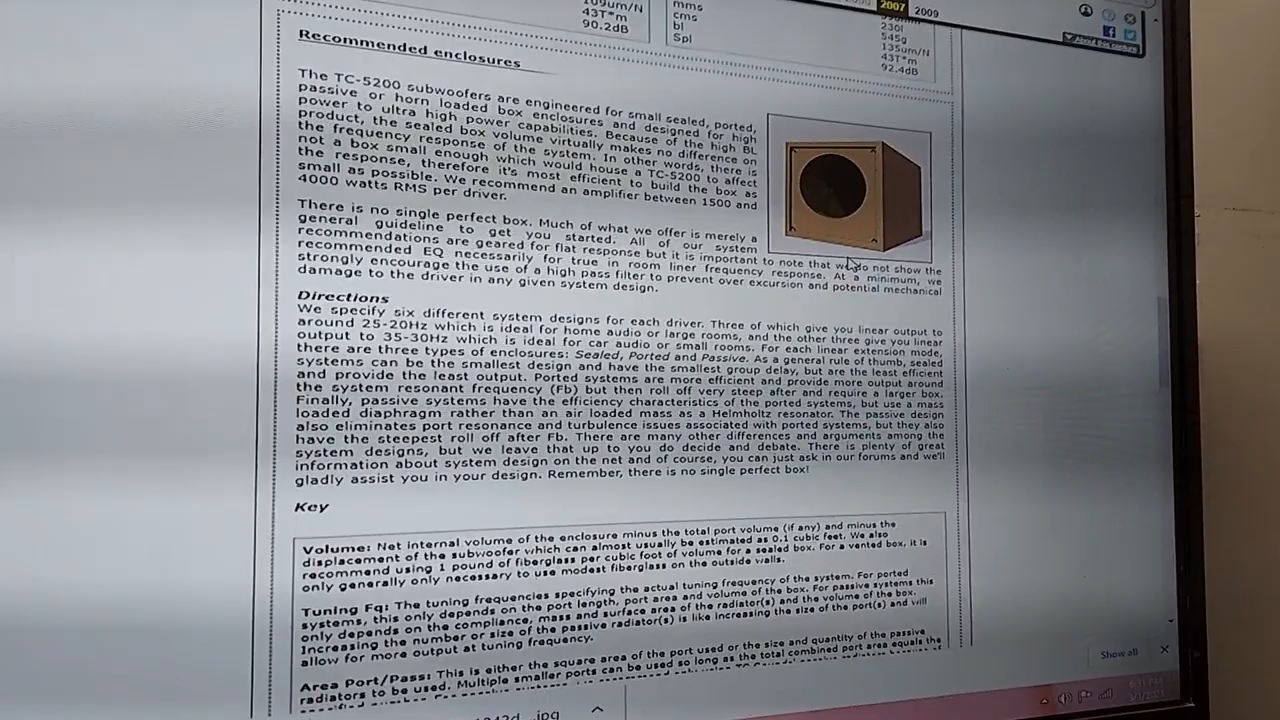 2007 2009
About this capture
43T*m
90.2dB
mms
cms
bl
Spl
230l
545g
135um/N
43T*m
92.4dB
Recommended enclosures
The TC-5200 subwoofers are engineered for small sealed, ported,
passive or horn loaded box enclosures and designed for high
power to ultra high power capabilities. Because of the high BL
product, the sealed box volume virtually makes no difference on
the frequency response of the system. In other words, there is
not a box small enough which would house a TC-5200 to affect
the response, therefore it's most efficient to build the box as
small as possible. We recommend an amplifier between 1500 and
4000 watts RMS per driver.
There is no single perfect box. Much of what we offer is merely a
general guideline to get you started. All of our system
recommendations are geared for flat response but it is important to note that we do not show the
recommended EQ necessarily for true in room liner frequency response. At a minimum, we
strongly encourage the use of a high pass filter to prevent over excursion and potential mechanical
damage to the driver in any given system design.
Directions
We specify six different system designs for each driver. Three of which give you linear output to
around 25-20Hz which is ideal for home audio or large rooms, and the other three give you linear
output to 35-30Hz which is ideal for car audio or small rooms. For each linear extension mode,
there are three types of enclosures: Sealed, Ported and Passive. As a general rule of thumb, sealed
systems can be the smallest design and have the smallest group delay, but are the least efficient
and provide the least output. Ported systems are more efficient and provide more output around
the system resonant frequency (Fb) but then roll off very steep after and require a larger box.
Finally, passive systems have the efficiency characteristics of the ported systems, but use a mass
loaded diaphragm rather than an air loaded mass as a Helmholtz resonator. The passive design
also eliminates port resonance and turbulence issues associated with ported systems, but they also
have the steepest roll off after Fb. There are many other differences and arguments among the
system designs, but we leave that up to you do decide and debate. There is plenty of great
information about system design on the net and of course, you can just ask in our forums and we'll
gladly assist you in your design. Remember, there is no single perfect box!
Key
Volume: Net internal volume of the enclosure minus the total port volume (if any) and minus the
displacement of the subwoofer which can almost usually be estimated as 0.1 cubic feet. We also
recommend using 1 pound of fiberglass per cubic foot of volume for a sealed box. For a vented box, it is
only generally only necessary to use modest fiberglass on the outside walls.
Tuning Fq: The tuning frequencies specifying the actual tuning frequency of the system. For ported
systems, this only depends on the port length, port area and volume of the box. For passive systems this
only depends on the compliance, mass and surface area of the radiator(s) and the volume of the box.
Increasing the number or size of the passive radiator(s) is like increasing the size of the port(s) and will
allow for more output at tuning frequency.
Area Port/Pass: This is either the square area of the port used or the size and quantity of the passive
radiators to be used. Multiple smaller ports can be used so long as the total combined port area equals the
Show all
.jpg